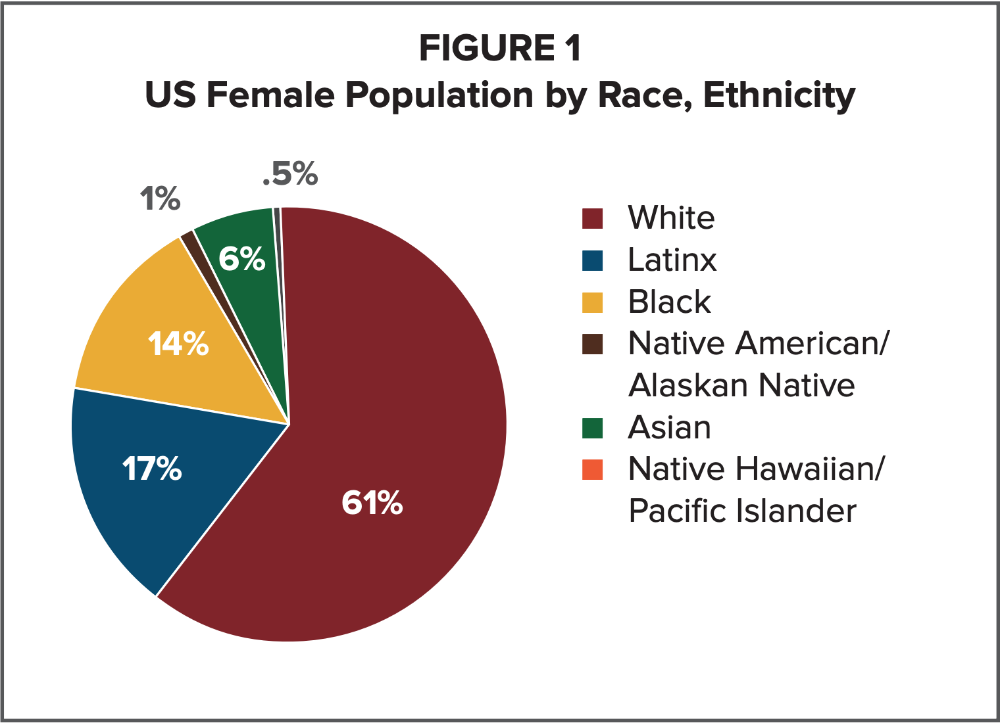 FIGURE 1
US Female Population by Race, Ethnicity
.5%
1%
6%
14%
17%
61%
White
Latinx
Black
Native American/
Alaskan Native
Asian
Native Hawaiian/
Pacific Islander